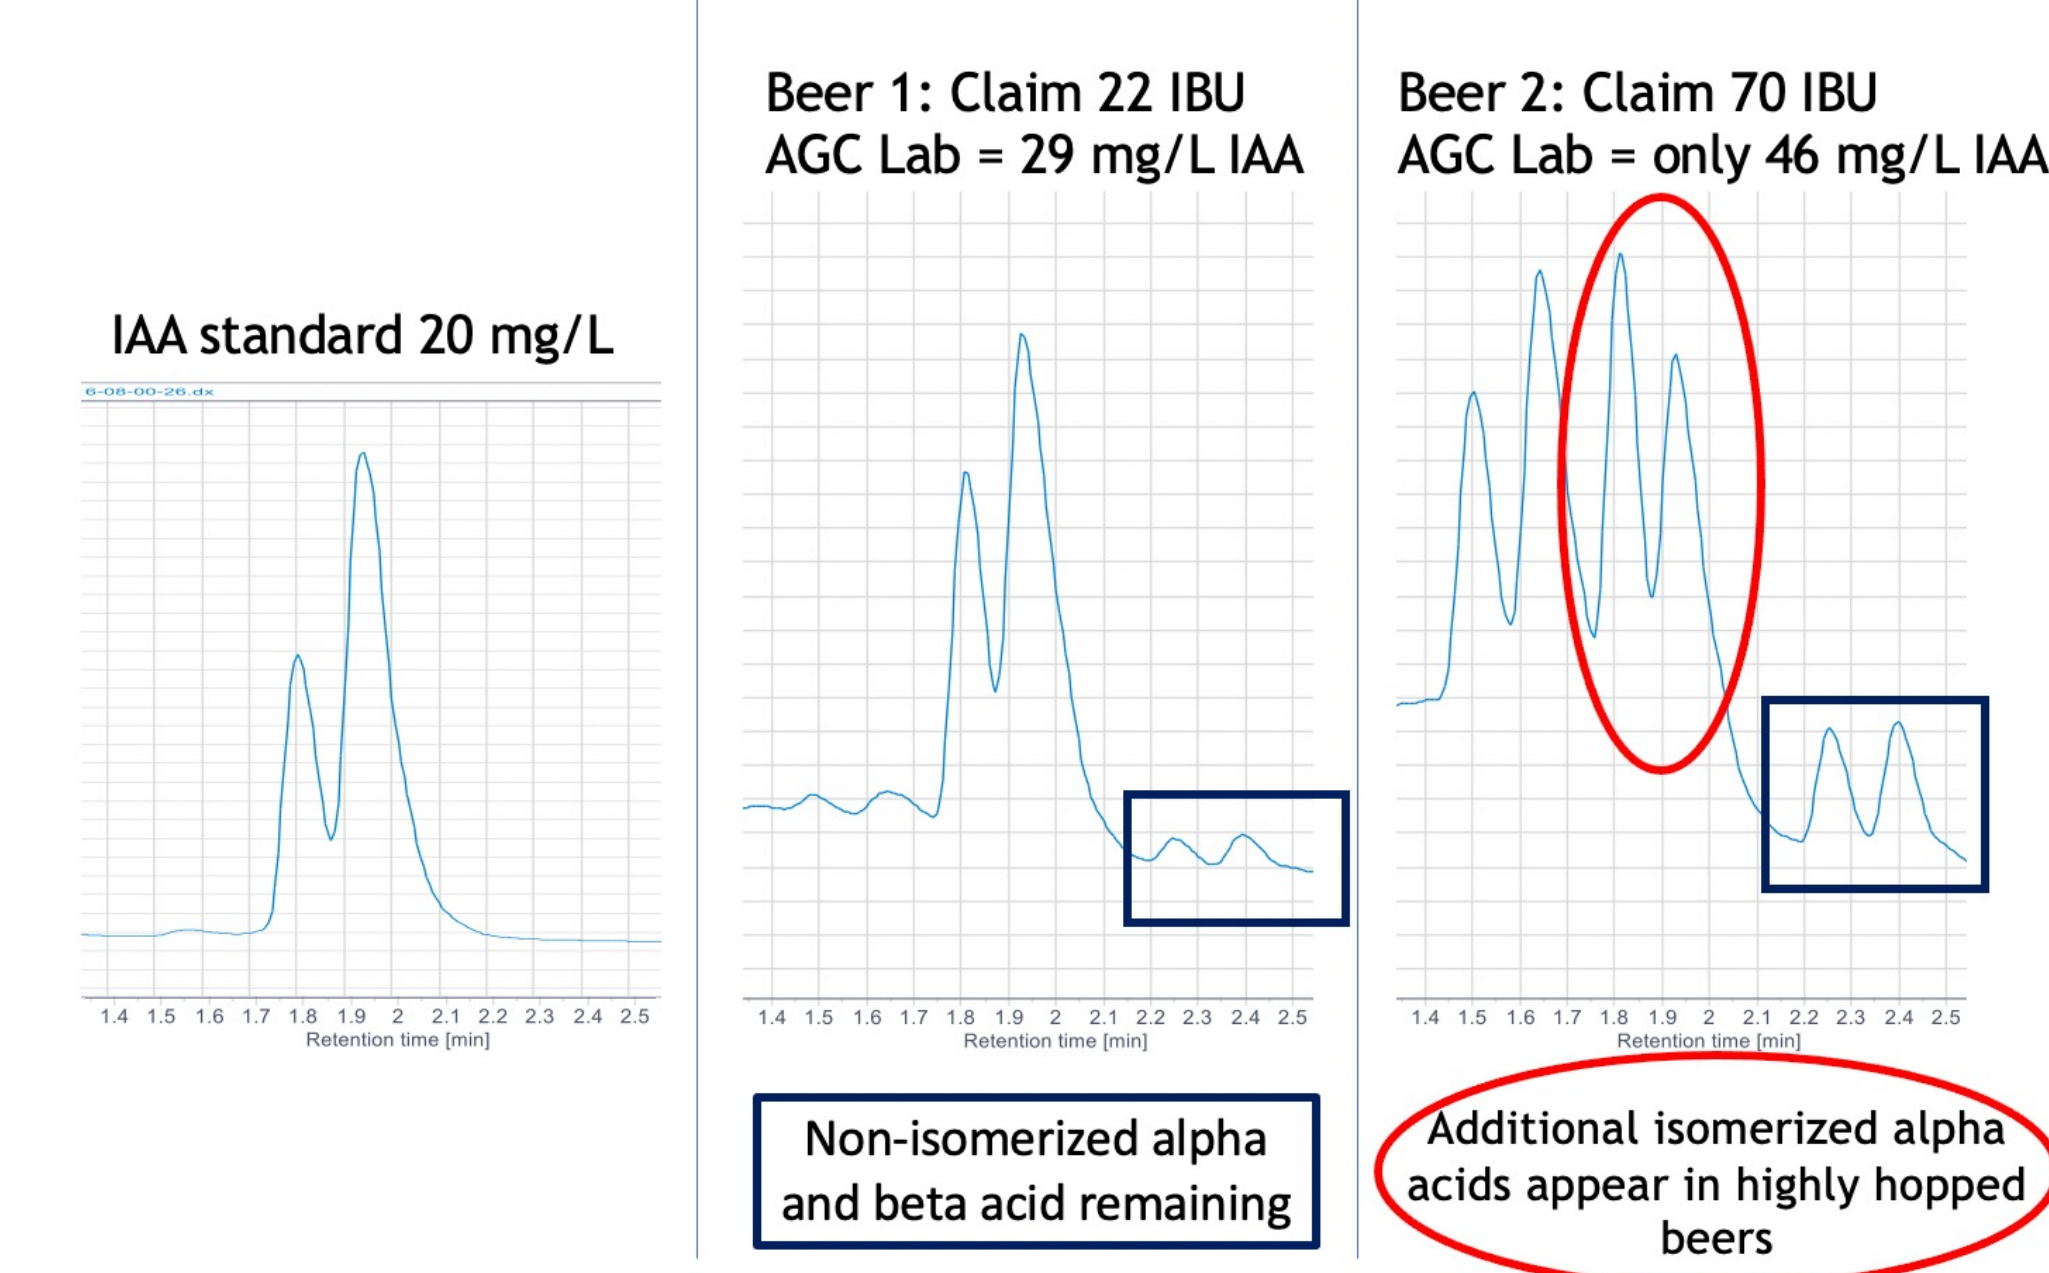 IAA standard 20 mg/L
6-08-00-26.dx
1.4 1.5 1.6 1.7 1.8 1.9 2 2.1 2.2 2.3 2.4 2.5
Retention time [min]
Beer 1: Claim 22 IBU
AGC Lab = 29 mg/L IAA
1.4 1.5 1.6 1.7 1.8 1.9 2 2.1 2.2 2.3 2.4 2.5
Retention time [min]
Non-isomerized alpha
and beta acid remaining
Beer 2: Claim 70 IBU
AGC Lab = only 46 mg/L IAA
1.4 1.5 1.6 1.7 1.8 1.9 2 2.1 2.2 2.3 2.4 2.5
Retention time [min]
Additional isomerized alpha
acids appear in highly hopped
beers